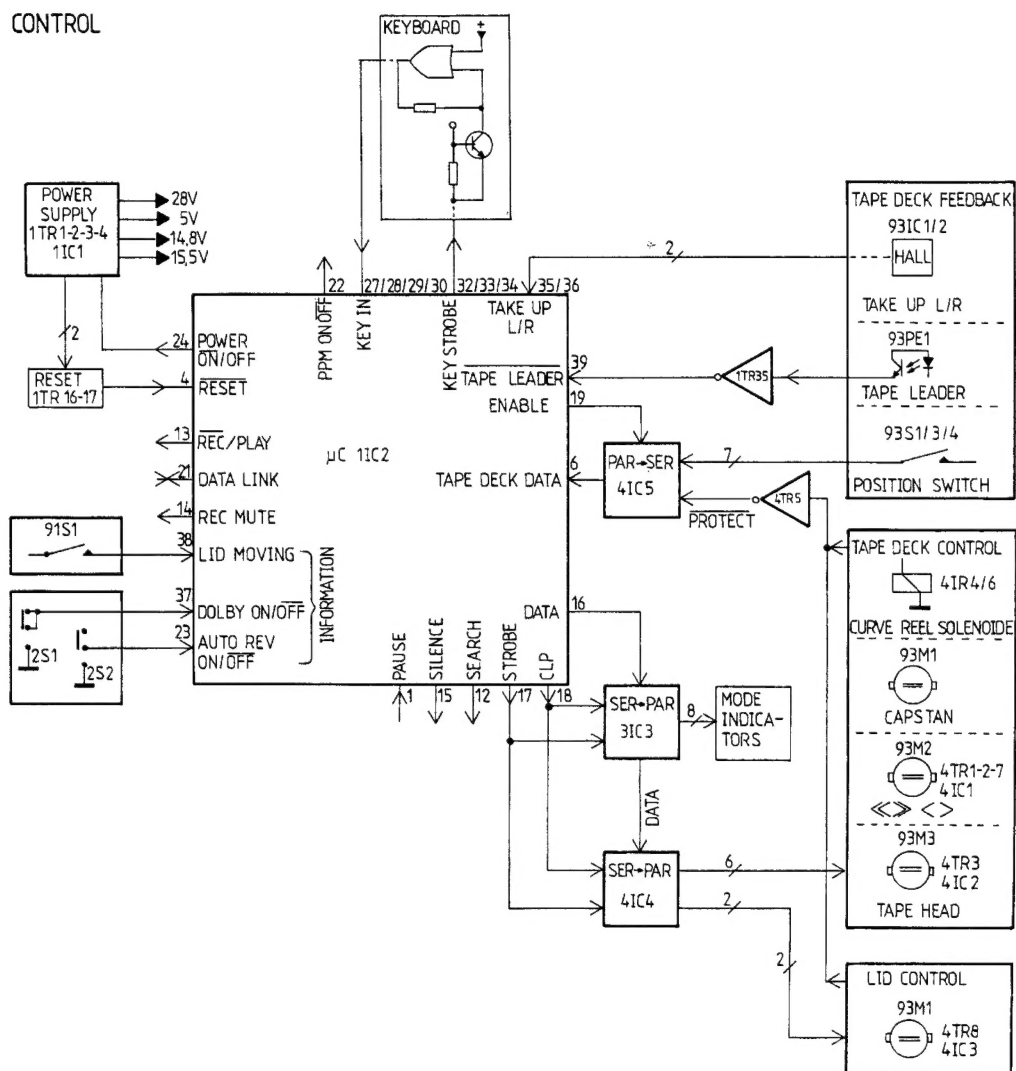 CONTROL
KEYBOARD
+
POWER
SUPPLY
1TR1-2-3-4
1IC1
28V
5V
14,8V
15,5V
2
RESET
1TR 16-17
24
POWER
ON/OFF
4
RESET
13
REC/PLAY
21
DATA LINK
14
REC MUTE
38
LID MOVING
37
DOLBY ON/OFF
23
AUTO REV
ON/OFF
INFORMATION
91S1
2S1
2S2
22
PPM ON/OFF
27/28/29/30
KEY IN
32/33/34
KEY STROBE
35/36
TAKE UP
L/R
2
µC 1IC2
39
TAPE LEADER
19
ENABLE
6
TAPE DECK DATA
16
DATA
PAUSE
1
SILENCE
15
SEARCH
12
STROBE
17
CLP
18
1TR35
PAR→SER
4IC5
7
PROTECT
4TR5
SER→PAR
3IC3
8
MODE
INDICA-
TORS
DATA
SER→PAR
4IC4
6
2
2
TAPE DECK FEEDBACK
93IC1/2
HALL
TAKE UP L/R
93PE1
TAPE LEADER
93S1/3/4
POSITION SWITCH
TAPE DECK CONTROL
4IR4/6
CURVE REEL SOLENOIDE
93M1
CAPSTAN
93M2
4TR1-2-7
4IC1
93M3
4TR3
4IC2
TAPE HEAD
LID CONTROL
93M1
4TR8
4IC3